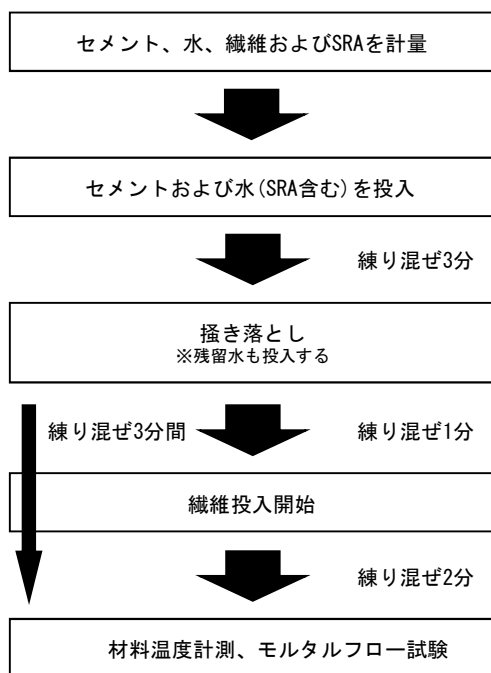 セメント、水、繊維およびSRAを計量
セメントおよび水(SRA含む)を投入
練り混ぜ3分
掻き落とし
※残留水も投入する
練り混ぜ3分間
練り混ぜ1分
繊維投入開始
練り混ぜ2分
材料温度計測、モルタルフロー試験